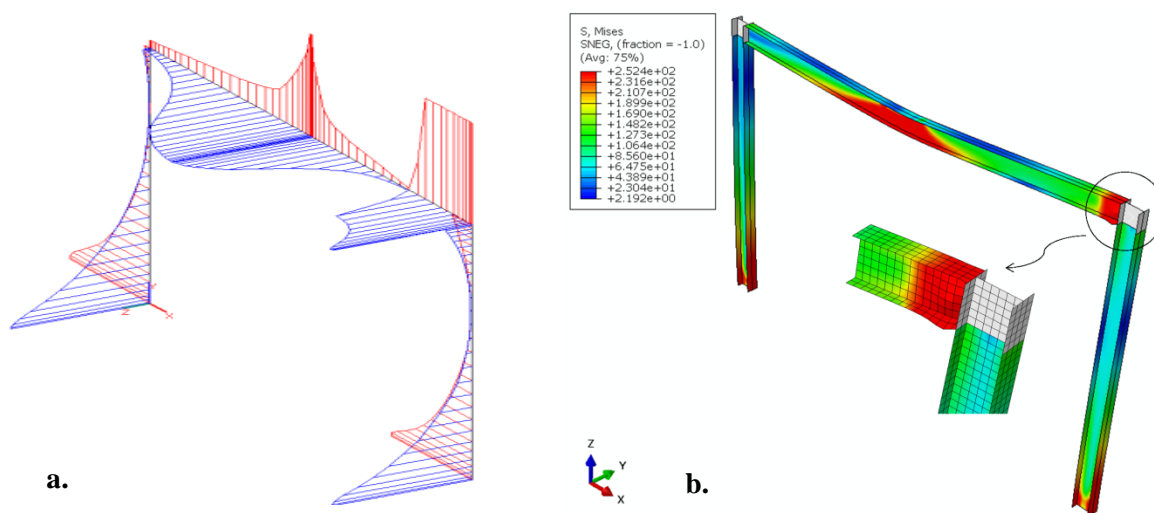 S, Mises
SNEG, (fraction = -1.0)
(Avg: 75%)
+2.524e+02
+2.316e+02
+2.107e+02
+1.899e+02
+1.690e+02
+1.482e+02
+1.273e+02
+1.064e+02
+8.560e+01
+6.475e+01
+4.389e+01
+2.304e+01
+2.192e+00
Z
X
Z
Y
X
a.
b.